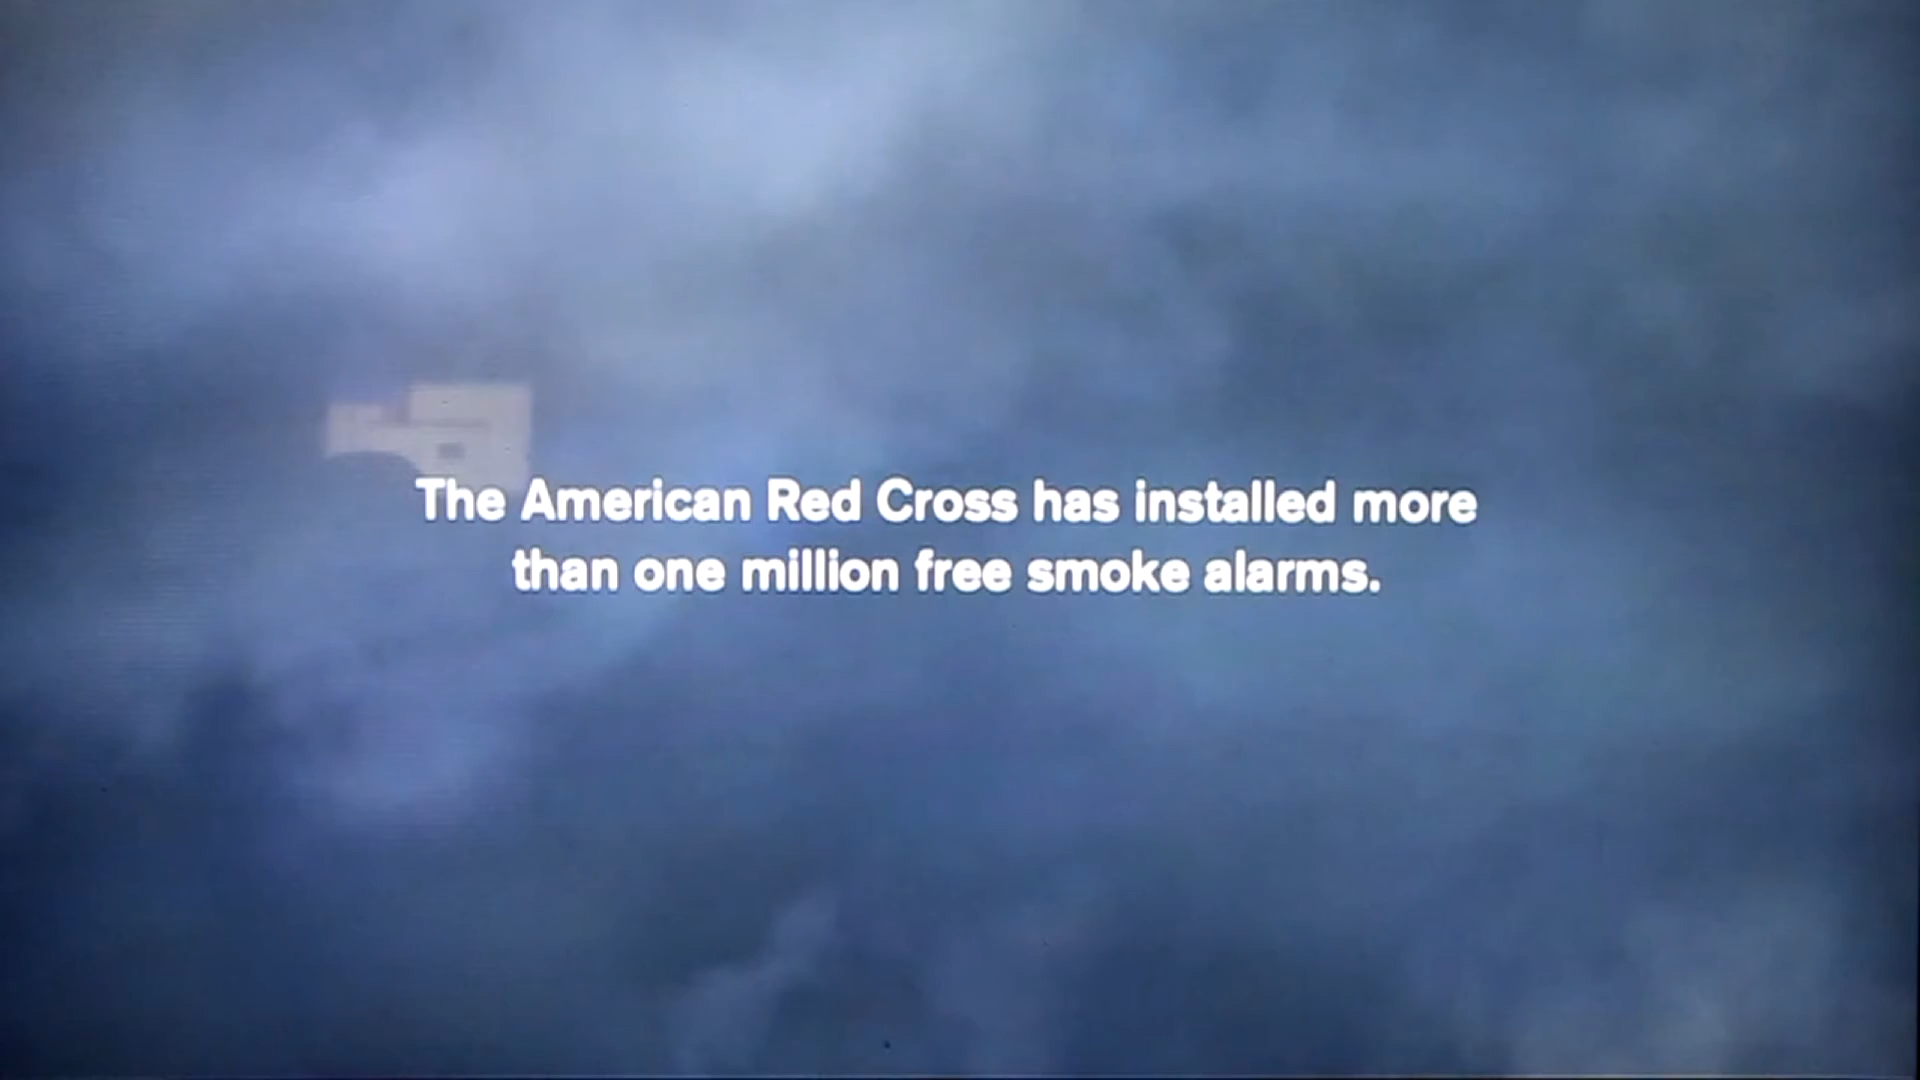 The American Red Cross has installed more
than one million free smoke alarms.